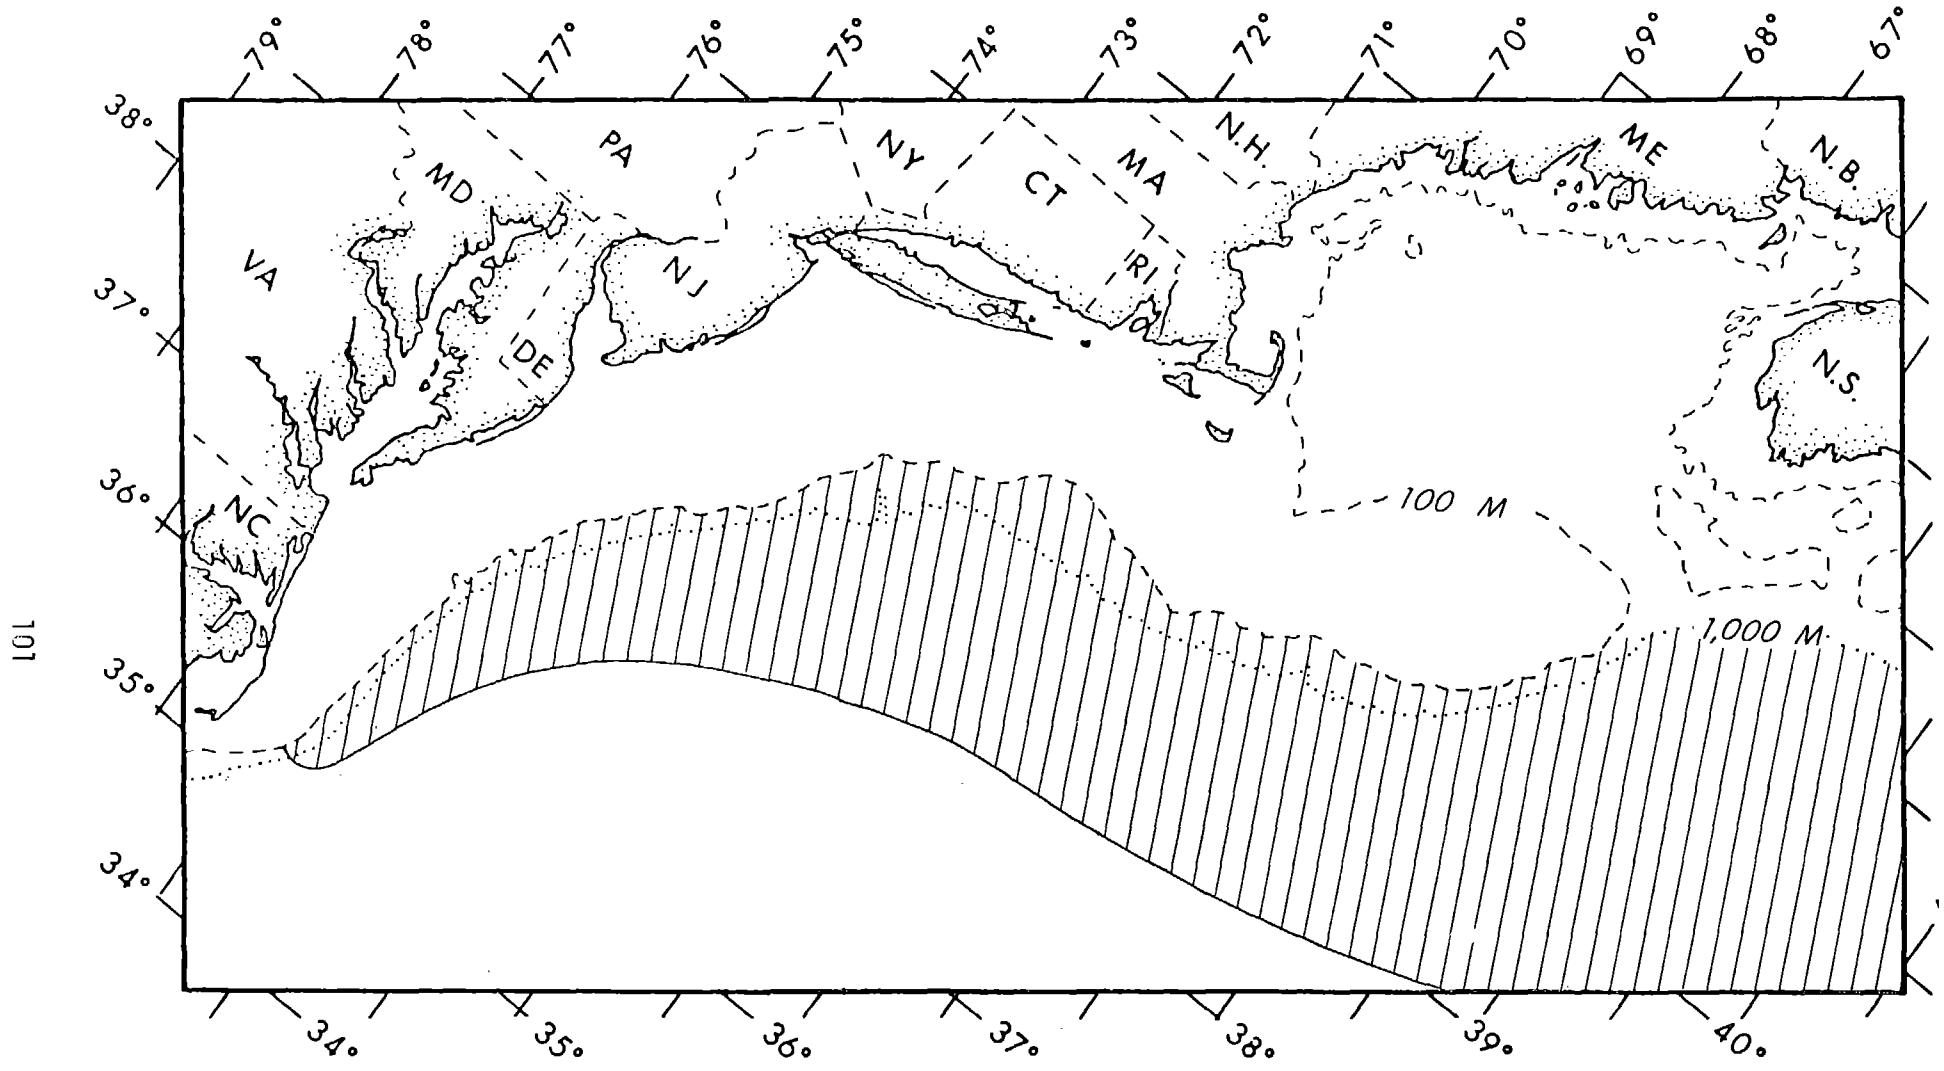 79° 78° 77° 76° 75° 74° 73° 72° 71° 70° 69° 68° 67°
38°
PA NY N.H. ME
MD CT MA N.B.
VA NJ RI
37°
DE N.S.
36°
NC 100 M
101
1,000 M
35°
34°
34° 35° 36° 37° 38° 39° 40°